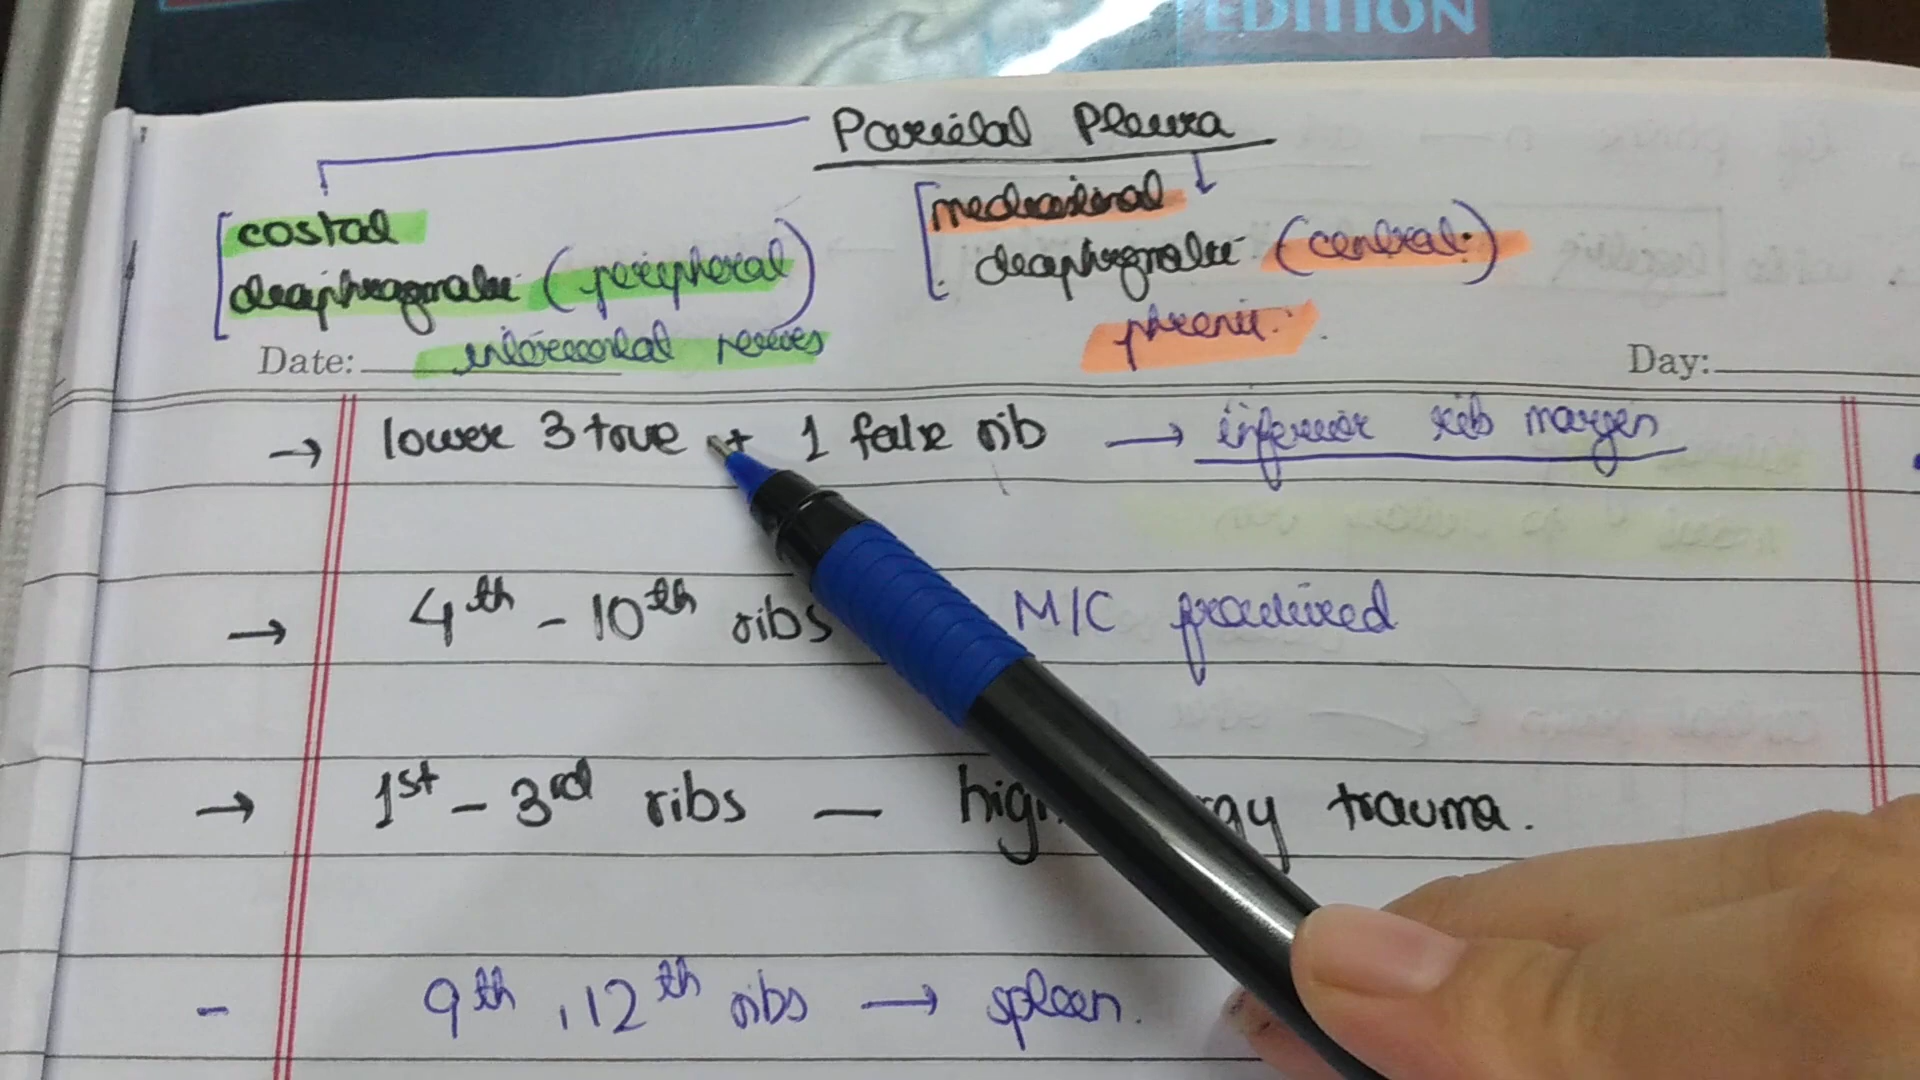 EDITION
Parietal Pleura
costal
mediastinal
diaphragmatic (peripheral)
diaphragmatic (central)
intercostal nerves
phrenic
Date:
Day:
→ lower 3 true + 1 false rib → inferior rib margin
→ 4th - 10th ribs M/C fractured
→ 1st - 3rd ribs — high trauma.
- 9th, 12th ribs → spleen.